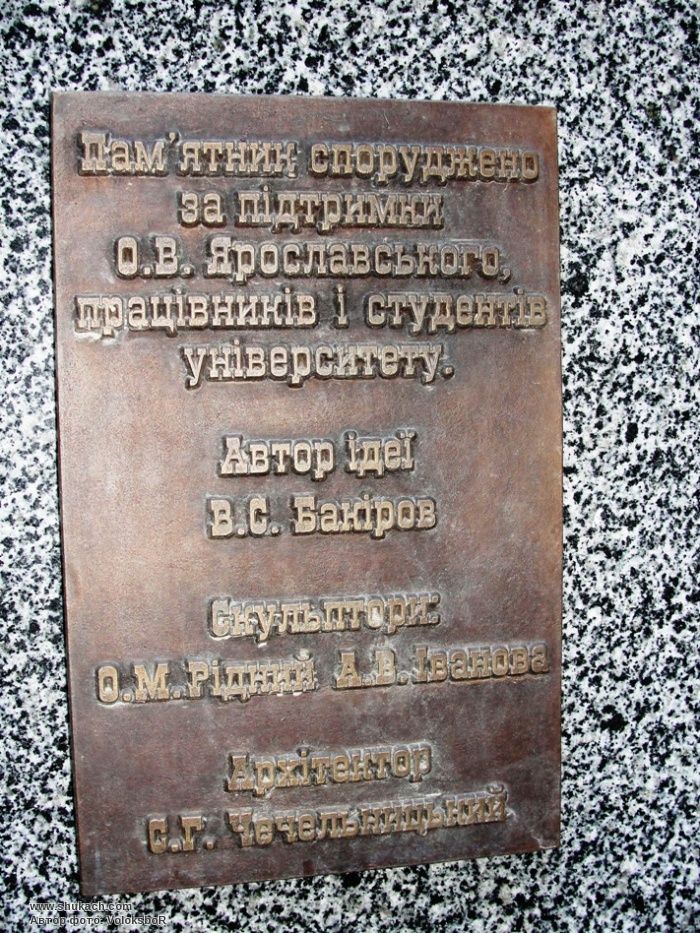 Пам'ятник споруджено
за підтримки
О.В. Ярославського,
працівників і студентів
університету.
Автор ідеї
В.С. Бакіров
Скульптори:
О.М.Рідний А.В.Іванова
Архітектор
С.Г. Чечельницький
www.shukach.com
Автор фото: VoloksboR